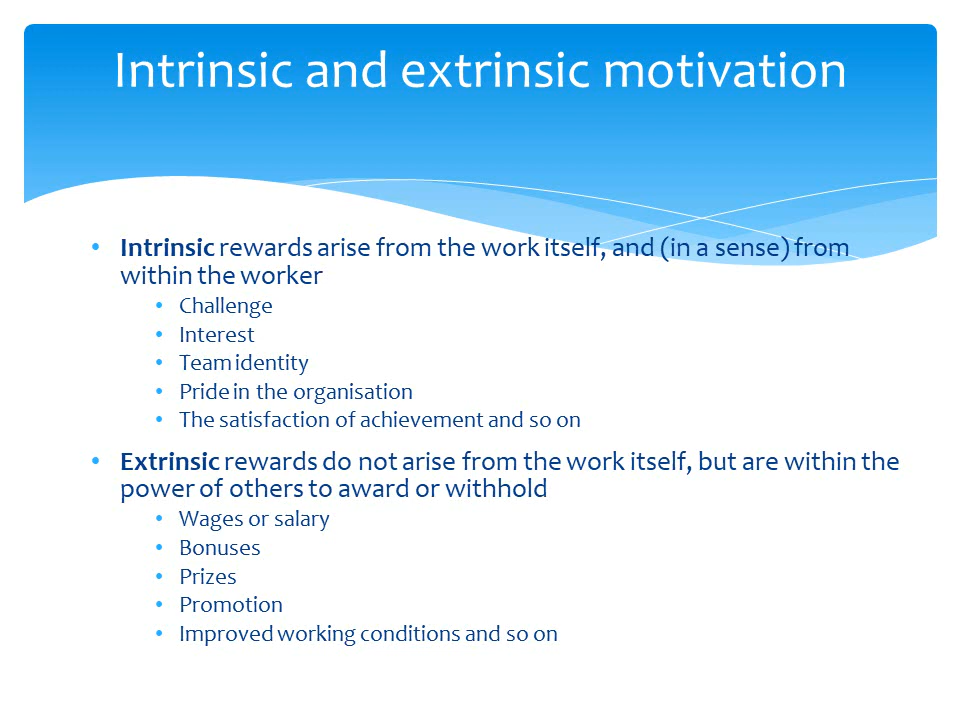 Intrinsic and extrinsic motivation
• Intrinsic rewards arise from the work itself, and (in a sense) from
within the worker
• Challenge
• Interest
• Team identity
• Pride in the organisation
• The satisfaction of achievement and so on
• Extrinsic rewards do not arise from the work itself, but are within the
power of others to award or withhold
• Wages or salary
• Bonuses
• Prizes
• Promotion
• Improved working conditions and so on